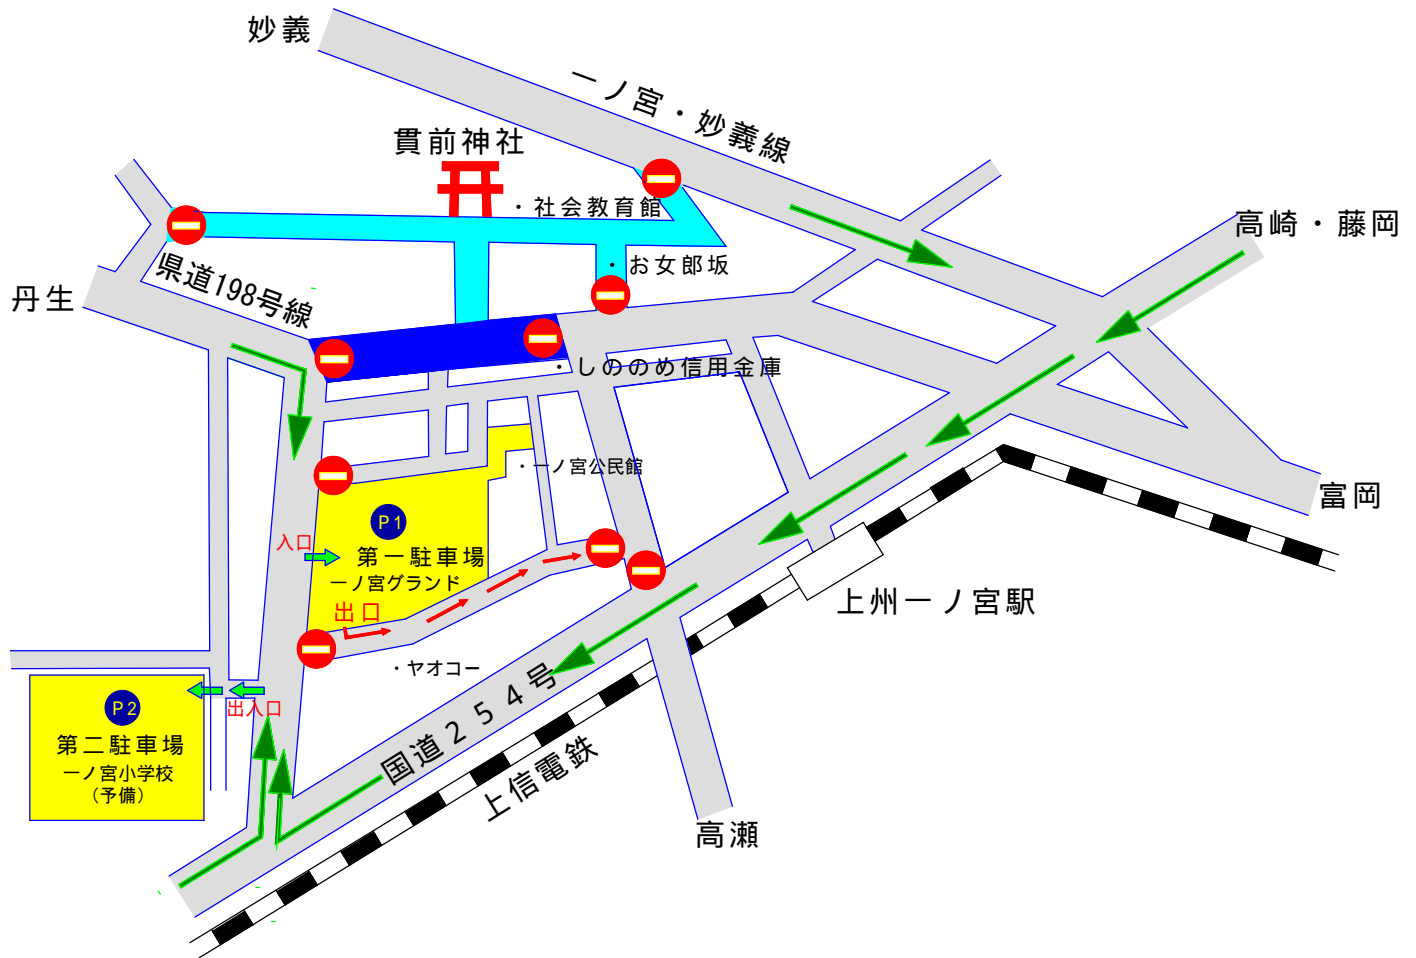 妙義
一ノ宮・妙義線
貫前神社
・社会教育館
高崎・藤岡
・お女郎坂
県道198号線
丹生
・しののめ信用金庫
・一ノ宮公民館
富岡
P1
入口
第一駐車場
一ノ宮グランド
出口
上州一ノ宮駅
・ヤオコー
国道254号
出入口
P2
第二駐車場
一ノ宮小学校
(予備)
上信電鉄
高瀬